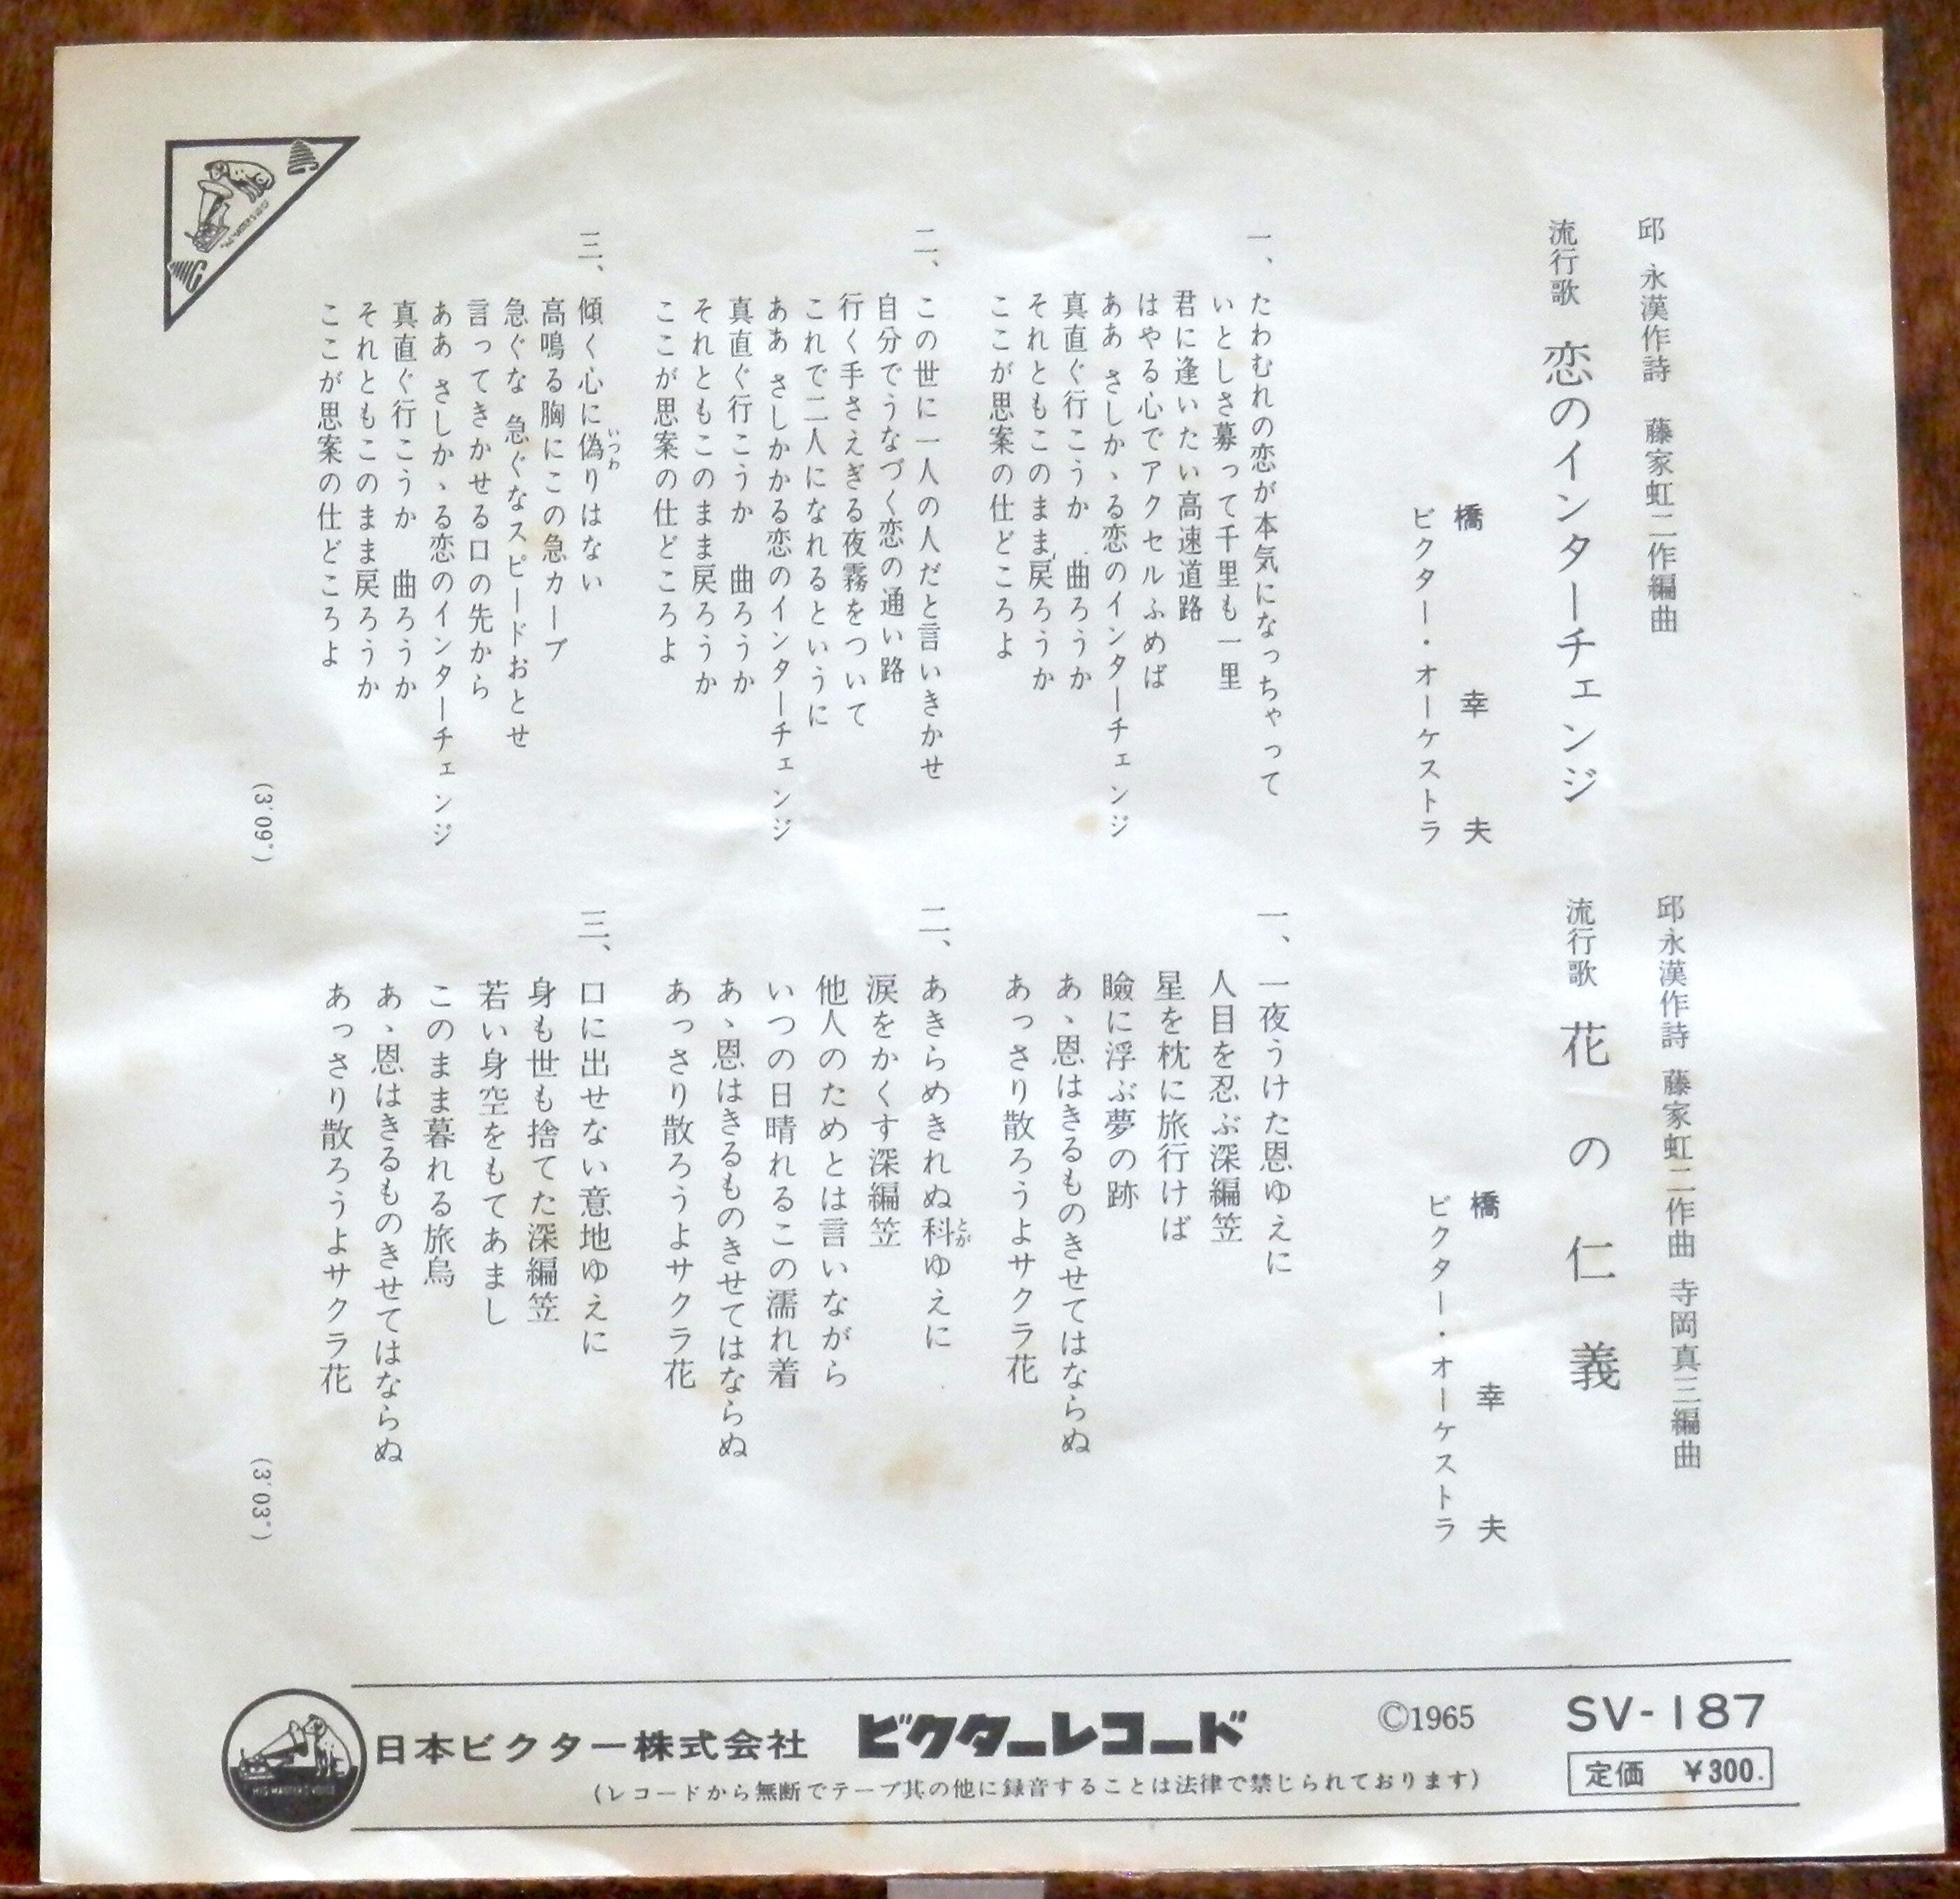 邱 永漢作詩 藤家虹二作編曲
流行歌 恋のインターチェンジ
橋 幸 夫
ビクター・オーケストラ
一、たわむれの恋が本気になっちゃって
いとしさ募って千里も一里
君に逢いたい高速道路
はやる心でアクセルふめば
ああ さしかゝる恋のインターチェンジ
真直ぐ行こうか 曲ろうか
それともこのまま戻ろうか
ここが思案の仕どころよ
二、この世に一人の人だと言いきかせ
自分でうなづく恋の通い路
行く手さえぎる夜霧をついて
これで二人になれるというに
ああ さしかかる恋のインターチェンジ
真直ぐ行こうか 曲ろうか
それともこのまま戻ろうか
ここが思案の仕どころよ
三、傾く心に偽りはない
いつわ
高鳴る胸にこの急カーブ
急ぐな 急ぐなスピードおとせ
言ってきかせる口の先から
ああ さしかゝる恋のインターチェンジ
真直ぐ行こうか 曲ろうか
それともこのまま戻ろうか
ここが思案の仕どころよ
(3'09")
邱永漢作詩 藤家虹二作曲 寺岡真三編曲
流行歌 花の仁義
橋 幸 夫
ビクター・オーケストラ
一、一夜うけた恩ゆえに
人目を忍ぶ深編笠
星を枕に旅行けば
瞼に浮ぶ夢の跡
あゝ恩はきるものきせてはならぬ
あっさり散ろうよサクラ花
二、あきらめきれぬ科ゆえに
とが
涙をかくす深編笠
他人のためとは言いながら
いつの日晴れるこの濡れ着
あゝ恩はきるものきせてはならぬ
あっさり散ろうよサクラ花
三、口に出せない意地ゆえに
身も世も捨てた深編笠
若い身空をもてあまし
このまま暮れる旅鳥
あゝ恩はきるものきせてはならぬ
あっさり散ろうよサクラ花
(3'03")
日本ビクター株式会社 ビクターレコード ©1965 SV-187
(レコードから無断でテープ其の他に録音することは法律で禁じられております)
定価 ¥300.
HIS MASTER'S VOICE